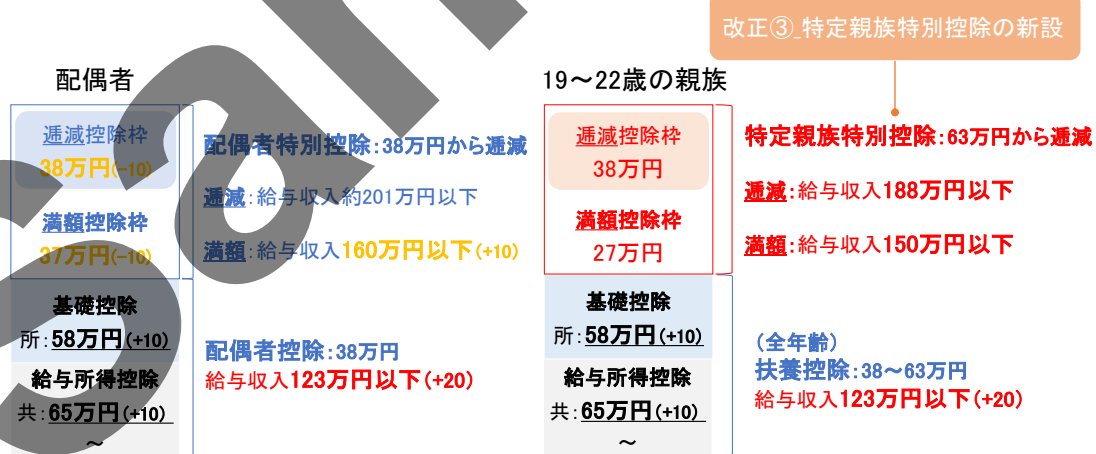 改正③_特定親族特別控除の新設
配偶者
逓減控除枠
38万円(-10)
満額控除枠
37万円(-10)
基礎控除
所:58万円(+10)
給与所得控除
共:65万円(+10)
～
配偶者特別控除:38万円から逓減
逓減:給与収入約201万円以下
満額:給与収入160万円以下(+10)
配偶者控除:38万円
給与収入123万円以下(+20)
19～22歳の親族
逓減控除枠
38万円
満額控除枠
27万円
基礎控除
所:58万円(+10)
給与所得控除
共:65万円(+10)
～
特定親族特別控除:63万円から逓減
逓減:給与収入188万円以下
満額:給与収入150万円以下
(全年齢)
扶養控除:38～63万円
給与収入123万円以下(+20)